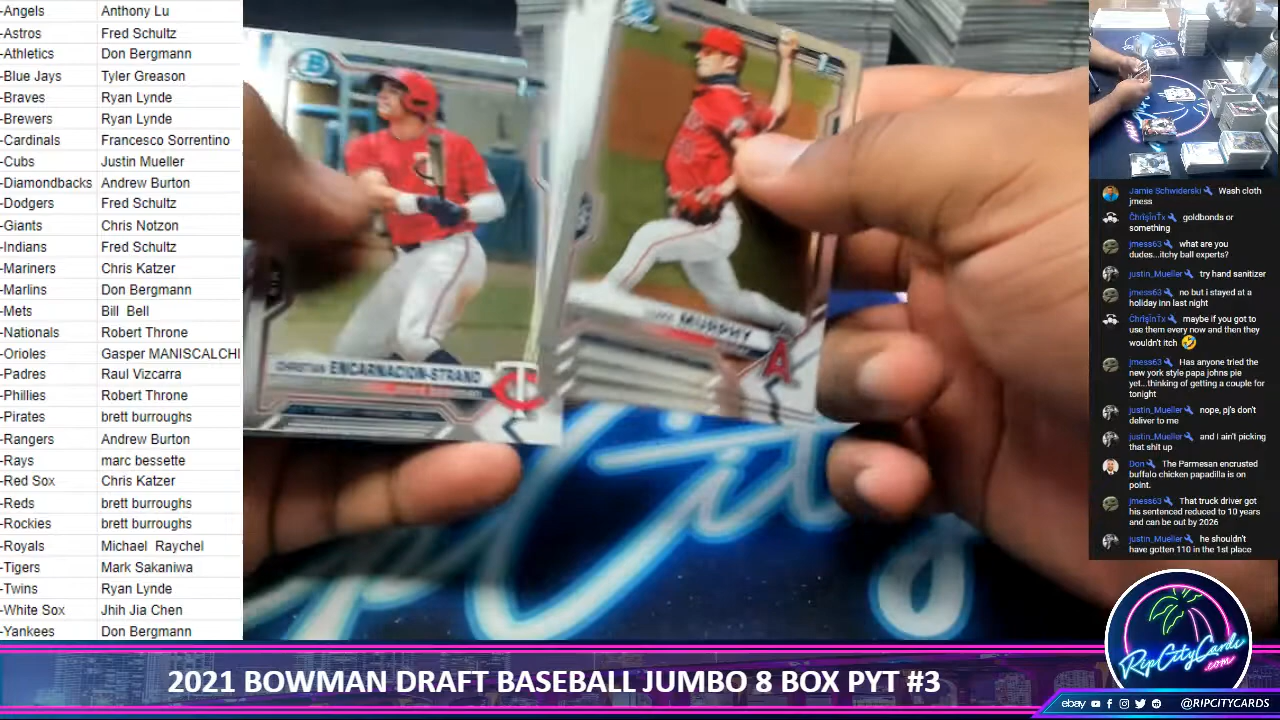 -Angels Anthony Lu
-Astros Fred Schultz
-Athletics Don Bergmann
-Blue Jays Tyler Greason
-Braves Ryan Lynde
-Brewers Ryan Lynde
-Cardinals Francesco Sorrentino
-Cubs Justin Mueller
-Diamondbacks Andrew Burton
-Dodgers Fred Schultz
-Giants Chris Notzon
-Indians Fred Schultz
-Mariners Chris Katzer
-Marlins Don Bergmann
-Mets Bill Bell
-Nationals Robert Throne
-Orioles Gasper MANISCALCHI
-Padres Raul Vizcarra
-Phillies Robert Throne
-Pirates brett burroughs
-Rangers Andrew Burton
-Rays marc bessette
-Red Sox Chris Katzer
-Reds brett burroughs
-Rockies brett burroughs
-Royals Michael Raychel
-Tigers Mark Sakaniwa
-Twins Ryan Lynde
-White Sox Jhih Jia Chen
-Yankees Don Bergmann
CHRISTIAN ENCARNACION-STRAND
TC
MURPHY
A
City
Jamie Schwiderski Wash cloth
jmess
ChrišinTx goldbonds or
something
jmess63 what are you
dudes...itchy ball experts?
justin_Mueller try hand sanitizer
jmess63 no but i stayed at a
holiday inn last night
Chrišin'Tx maybe if you got to
use them every now and then they
wouldn't itch 🤣
jmess63 Has anyone tried the
new york style papa johns pie
yet...thinking of getting a couple for
tonight
justin_Mueller nope, pj's don't
deliver to me
justin_Mueller and I ain't picking
that shit up
Don The Parmesan encrusted
buffalo chicken papadilla is on
point.
jmess63 That truck driver got
his sentenced reduced to 10 years
and can be out by 2026
justin_Mueller he shouldn't
have gotten 110 in the 1st place
RipCityCards
.com
2021 BOWMAN DRAFT BASEBALL JUMBO 8 BOX PYT #3
ebay @RIPCITYCARDS